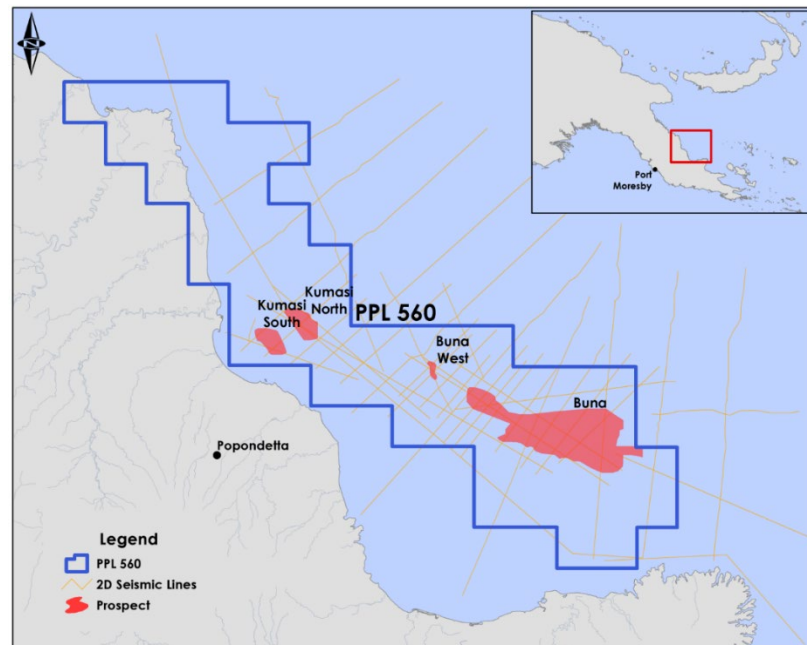 N
Port
Moresby
Kumasi
North
Kumasi
South
PPL 560
Buna
West
Buna
Popondetta
Legend
PPL 560
2D Seismic Lines
Prospect